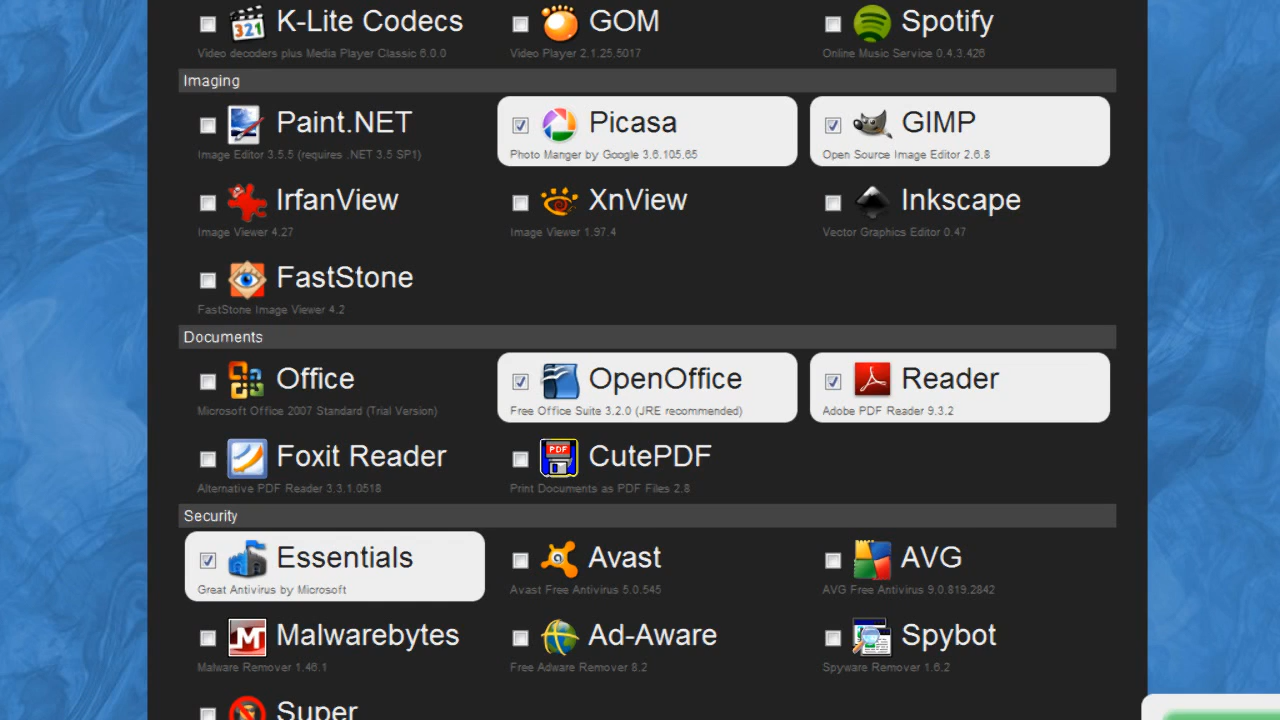 K-Lite Codecs
Video decoders plus Media Player Classic 6.0.0
GOM
Video Player 2.1.25.5017
Spotify
Online Music Service 0.4.3.426
Imaging
Paint.NET
Image Editor 3.5.5 (requires .NET 3.5 SP1)
Picasa
Photo Manger by Google 3.6.105.65
GIMP
Open Source Image Editor 2.6.8
IrfanView
Image Viewer 4.27
XnView
Image Viewer 1.97.4
Inkscape
Vector Graphics Editor 0.47
FastStone
FastStone Image Viewer 4.2
Documents
Office
Microsoft Office 2007 Standard (Trial Version)
OpenOffice
Free Office Suite 3.2.0 (JRE recommended)
Reader
Adobe PDF Reader 9.3.2
Foxit Reader
Alternative PDF Reader 3.3.1.0518
PDF
CutePDF
Print Documents as PDF Files 2.8
Security
Essentials
Great Antivirus by Microsoft
Avast
Avast Free Antivirus 5.0.545
AVG
AVG Free Antivirus 9.0.819.2842
Malwarebytes
Malware Remover 1.46.1
Ad-Aware
Free Adware Remover 8.2
Spybot
Spyware Remover 1.6.2
Super